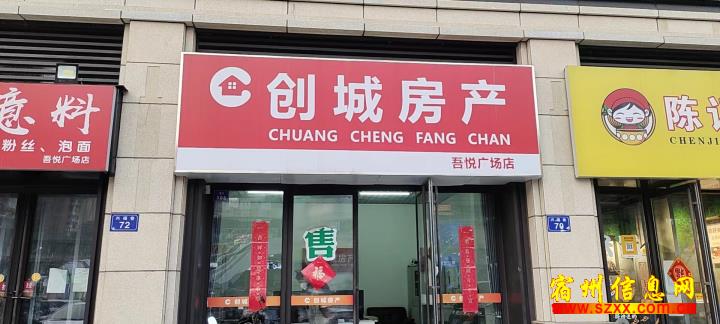 意料
粉丝、泡面
吾悦广场店
72
创城房产
CHUANG CHENG FANG CHAN
吾悦广场店
售
福
创城房产
创城房产
70
陈
CHENJI
宿州信息网
www.szxx.com.cn